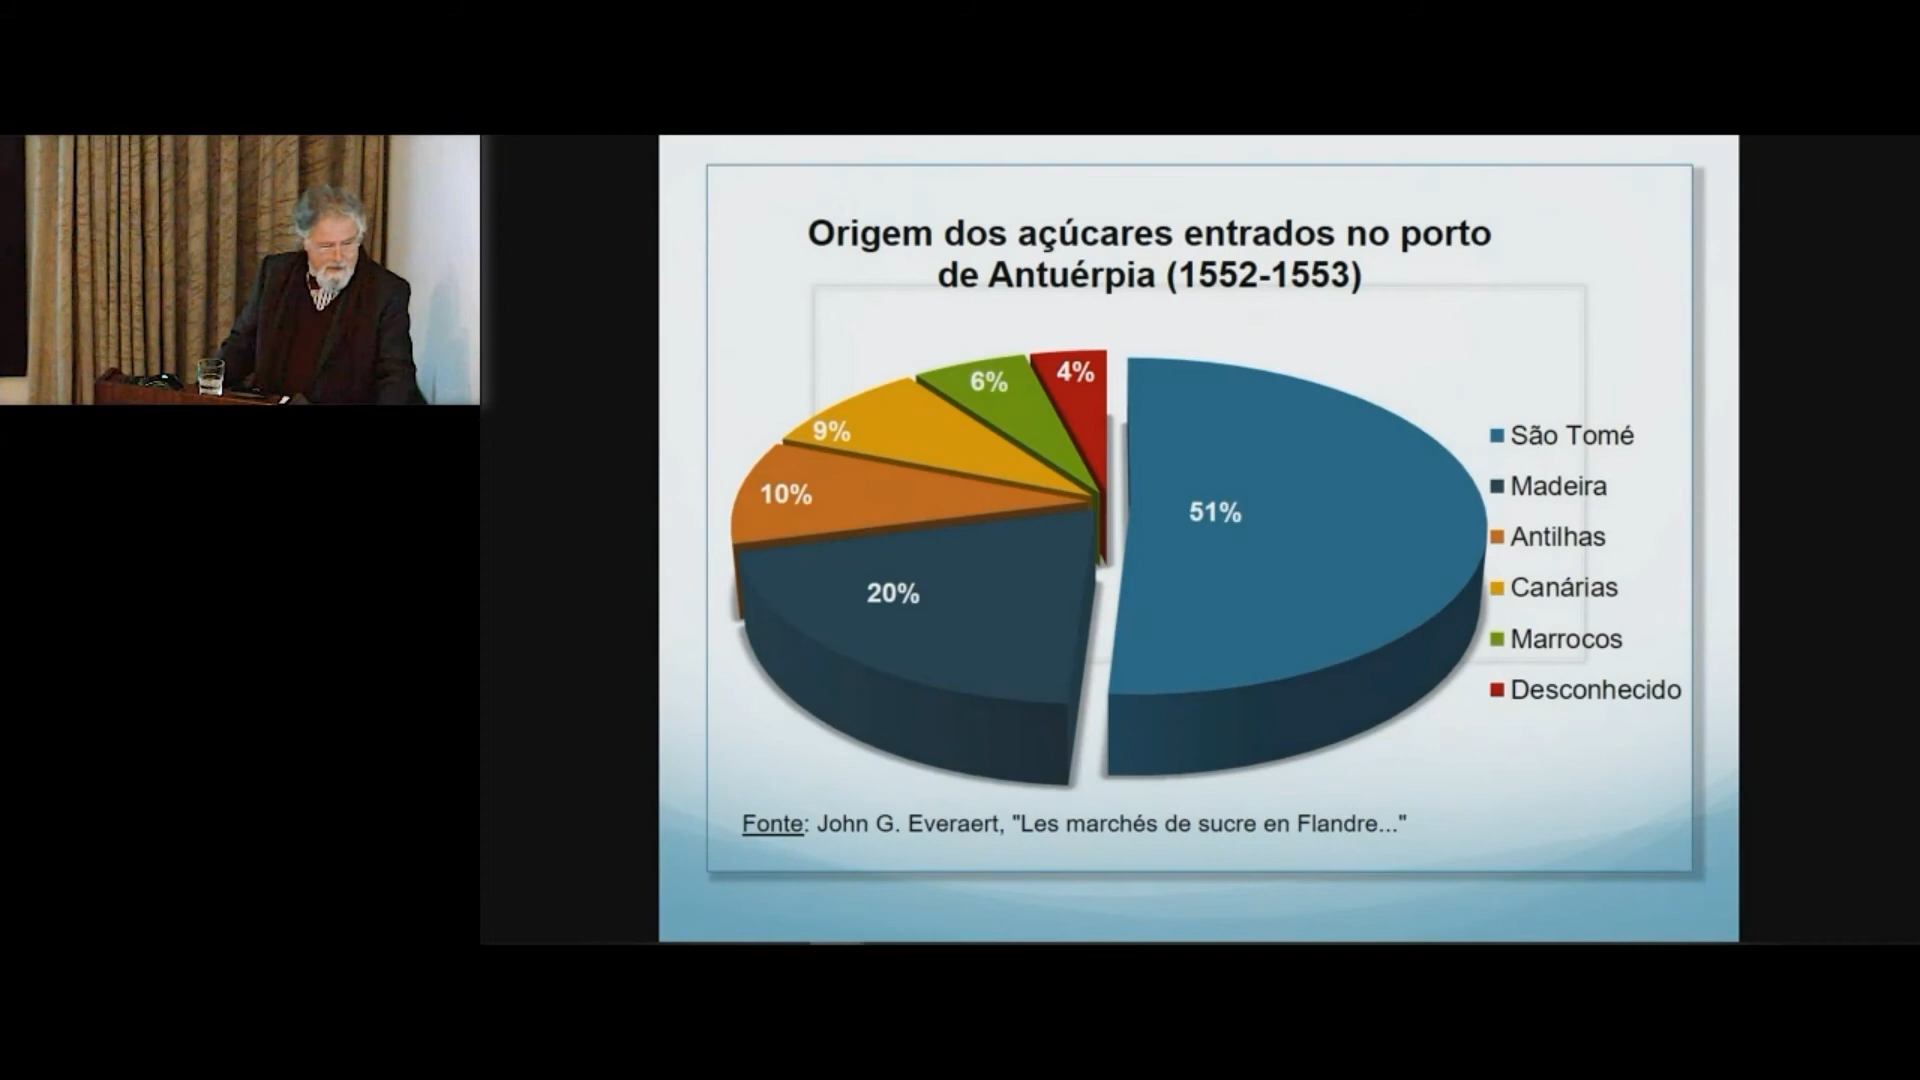 Origem dos açúcares entrados no porto
de Antuérpia (1552-1553)
4%
6%
9%
10%
51%
20%
São Tomé
Madeira
Antilhas
Canárias
Marrocos
Desconhecido
Fonte: John G. Everaert, "Les marchés de sucre en Flandre..."